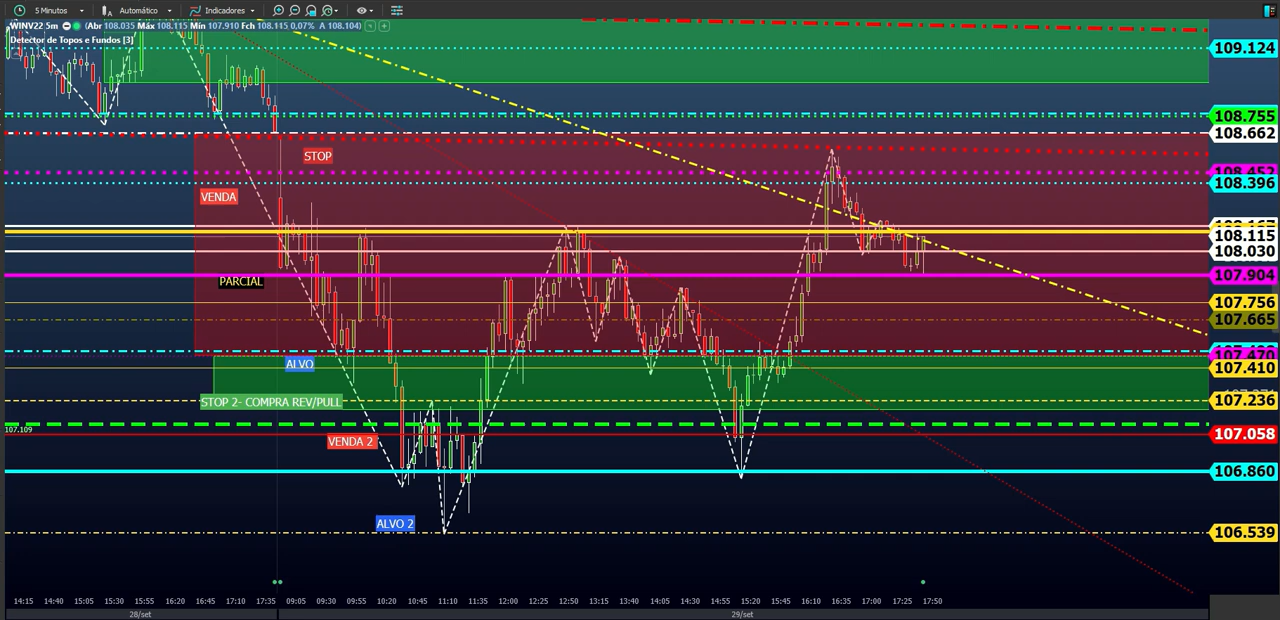 5 Minutos Automático Indicadores
WINV22 5m (Abr 108.035 Máx 108.115 Mín 107.910 Fch 108.115 0,07% A 108.104)
Detector de Topos e Fundos [3]
109.124
108.755
108.662
STOP
108.452
108.396
VENDA
108.115
108.030
PARCIAL
107.904
107.756
107.665
107.470
ALVO
107.410
STOP 2- COMPRA REV/PULL
107.236
107.109
VENDA 2
107.058
106.860
ALVO 2
106.539
14:15 14:40 15:05 15:30 15:55 16:20 16:45 17:10 17:35 09:05 09:30 09:55 10:20 10:45 11:10 11:35 12:00 12:25 12:50 13:15 13:40 14:05 14:30 14:55 15:20 15:45 16:10 16:35 17:00 17:25 17:50
28/set 29/set